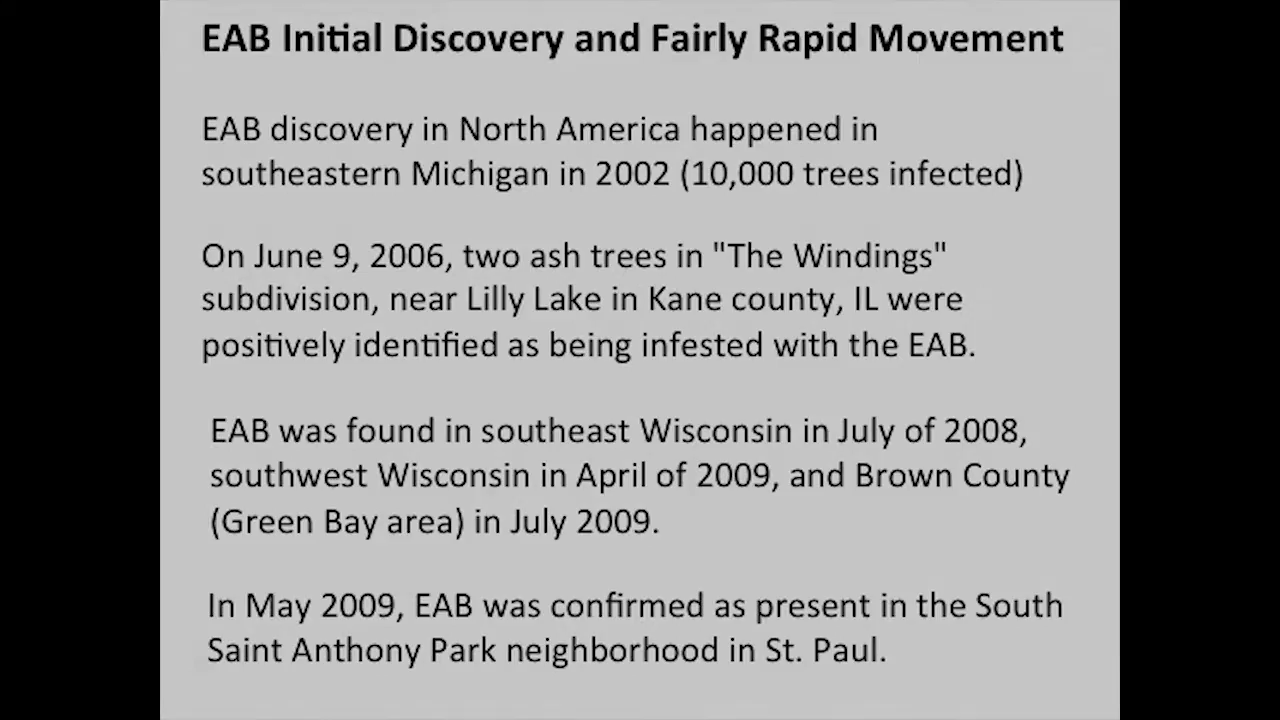 EAB Initial Discovery and Fairly Rapid Movement
EAB discovery in North America happened in
southeastern Michigan in 2002 (10,000 trees infected)
On June 9, 2006, two ash trees in "The Windings"
subdivision, near Lilly Lake in Kane county, IL were
positively identified as being infested with the EAB.
EAB was found in southeast Wisconsin in July of 2008,
southwest Wisconsin in April of 2009, and Brown County
(Green Bay area) in July 2009.
In May 2009, EAB was confirmed as present in the South
Saint Anthony Park neighborhood in St. Paul.